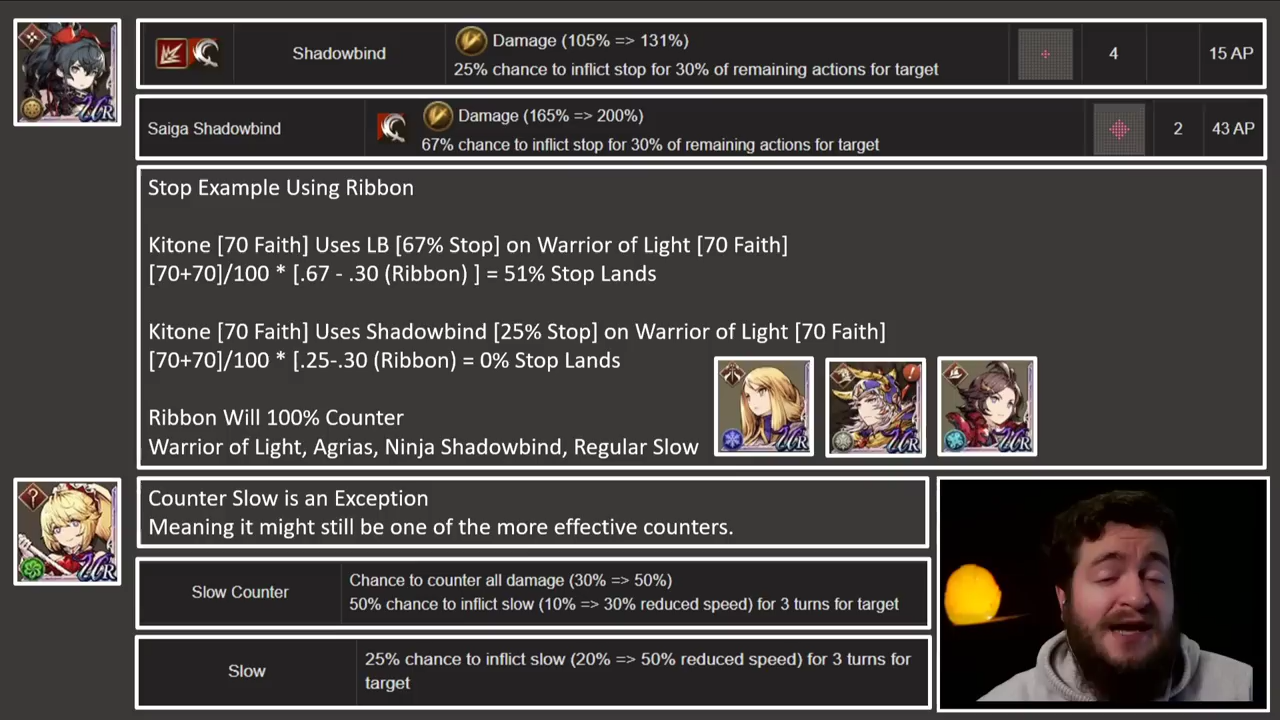 Shadowbind
Damage (105% => 131%)
25% chance to inflict stop for 30% of remaining actions for target
4
15 AP
UR
Saiga Shadowbind
Damage (165% => 200%)
67% chance to inflict stop for 30% of remaining actions for target
2
43 AP
Stop Example Using Ribbon
Kitone [70 Faith] Uses LB [67% Stop] on Warrior of Light [70 Faith]
[70+70]/100 * [.67 - .30 (Ribbon) ] = 51% Stop Lands
Kitone [70 Faith] Uses Shadowbind [25% Stop] on Warrior of Light [70 Faith]
[70+70]/100 * [.25-.30 (Ribbon) = 0% Stop Lands
Ribbon Will 100% Counter
Warrior of Light, Agrias, Ninja Shadowbind, Regular Slow
UR
UR
UR
Counter Slow is an Exception
Meaning it might still be one of the more effective counters.
?
UR
Slow Counter
Chance to counter all damage (30% => 50%)
50% chance to inflict slow (10% => 30% reduced speed) for 3 turns for target
Slow
25% chance to inflict slow (20% => 50% reduced speed) for 3 turns for
target